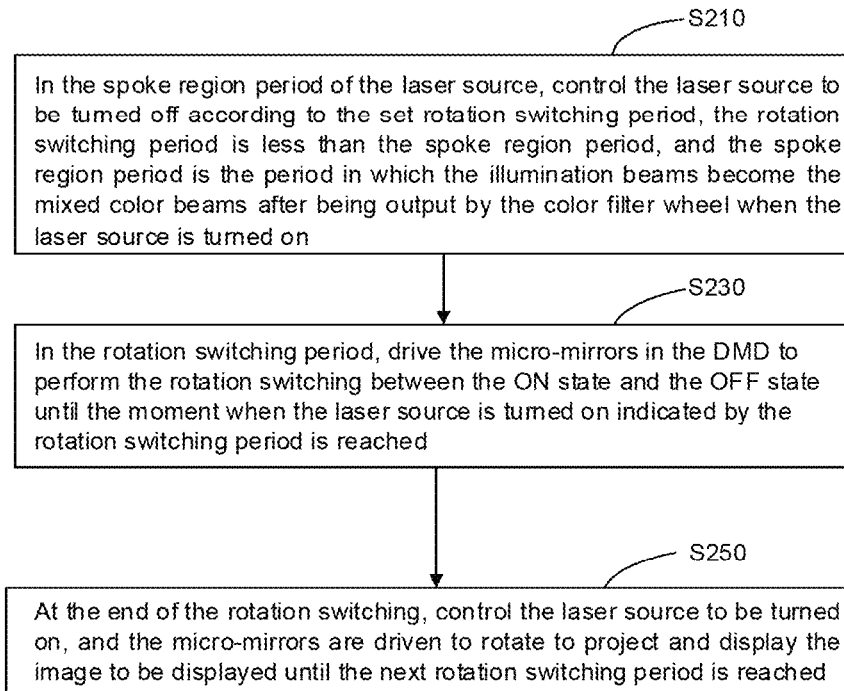 S210
In the spoke region period of the laser source, control the laser source to
be turned off according to the set rotation switching period, the rotation
switching period is less than the spoke region period, and the spoke
region period is the period in which the illumination beams become the
mixed color beams after being output by the color filter wheel when the
laser source is turned on
S230
In the rotation switching period, drive the micro-mirrors in the DMD to
perform the rotation switching between the ON state and the OFF state
until the moment when the laser source is turned on indicated by the
rotation switching period is reached
S250
At the end of the rotation switching, control the laser source to be turned
on, and the micro-mirrors are driven to rotate to project and display the
image to be displayed until the next rotation switching period is reached